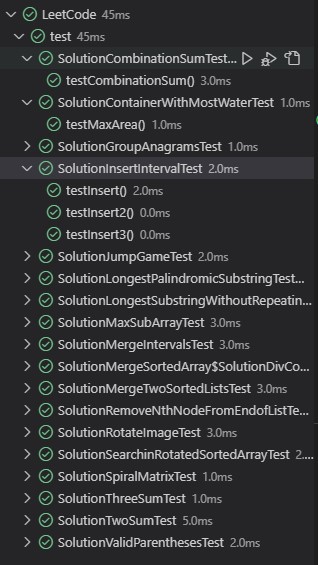 LeetCode 45ms
test 45ms
SolutionCombinationSumTest...
testCombinationSum() 3.0ms
SolutionContainerWithMostWaterTest 1.0ms
testMaxArea() 1.0ms
SolutionGroupAnagramsTest 1.0ms
SolutionInsertIntervalTest 2.0ms
testInsert() 2.0ms
testInsert2() 0.0ms
testInsert3() 0.0ms
SolutionJumpGameTest 2.0ms
SolutionLongestPalindromicSubstringTest...
SolutionLongestSubstringWithoutRepeatin...
SolutionMaxSubArrayTest 3.0ms
SolutionMergeIntervalsTest 3.0ms
SolutionMergeSortedArray$SolutionDivCo...
SolutionMergeTwoSortedListsTest 3.0ms
SolutionRemoveNthNodeFromEndofListTe...
SolutionRotateImageTest 3.0ms
SolutionSearchinRotatedSortedArrayTest 2....
SolutionSpiralMatrixTest 1.0ms
SolutionThreeSumTest 1.0ms
SolutionTwoSumTest 5.0ms
SolutionValidParenthesesTest 2.0ms